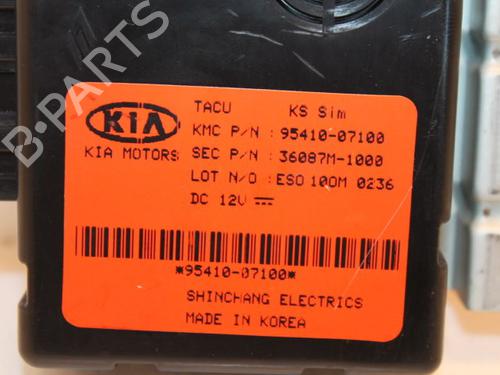 B-PARTS
TACU KS Sim
KIA KMC P/N : 95410-07100
KIA MOTORS SEC P/N : 36087M-1000
LOT N/O : ESO 100M 0236
DC 12V
*95410-07100*
SHINCHANG ELECTRICS
MADE IN KOREA